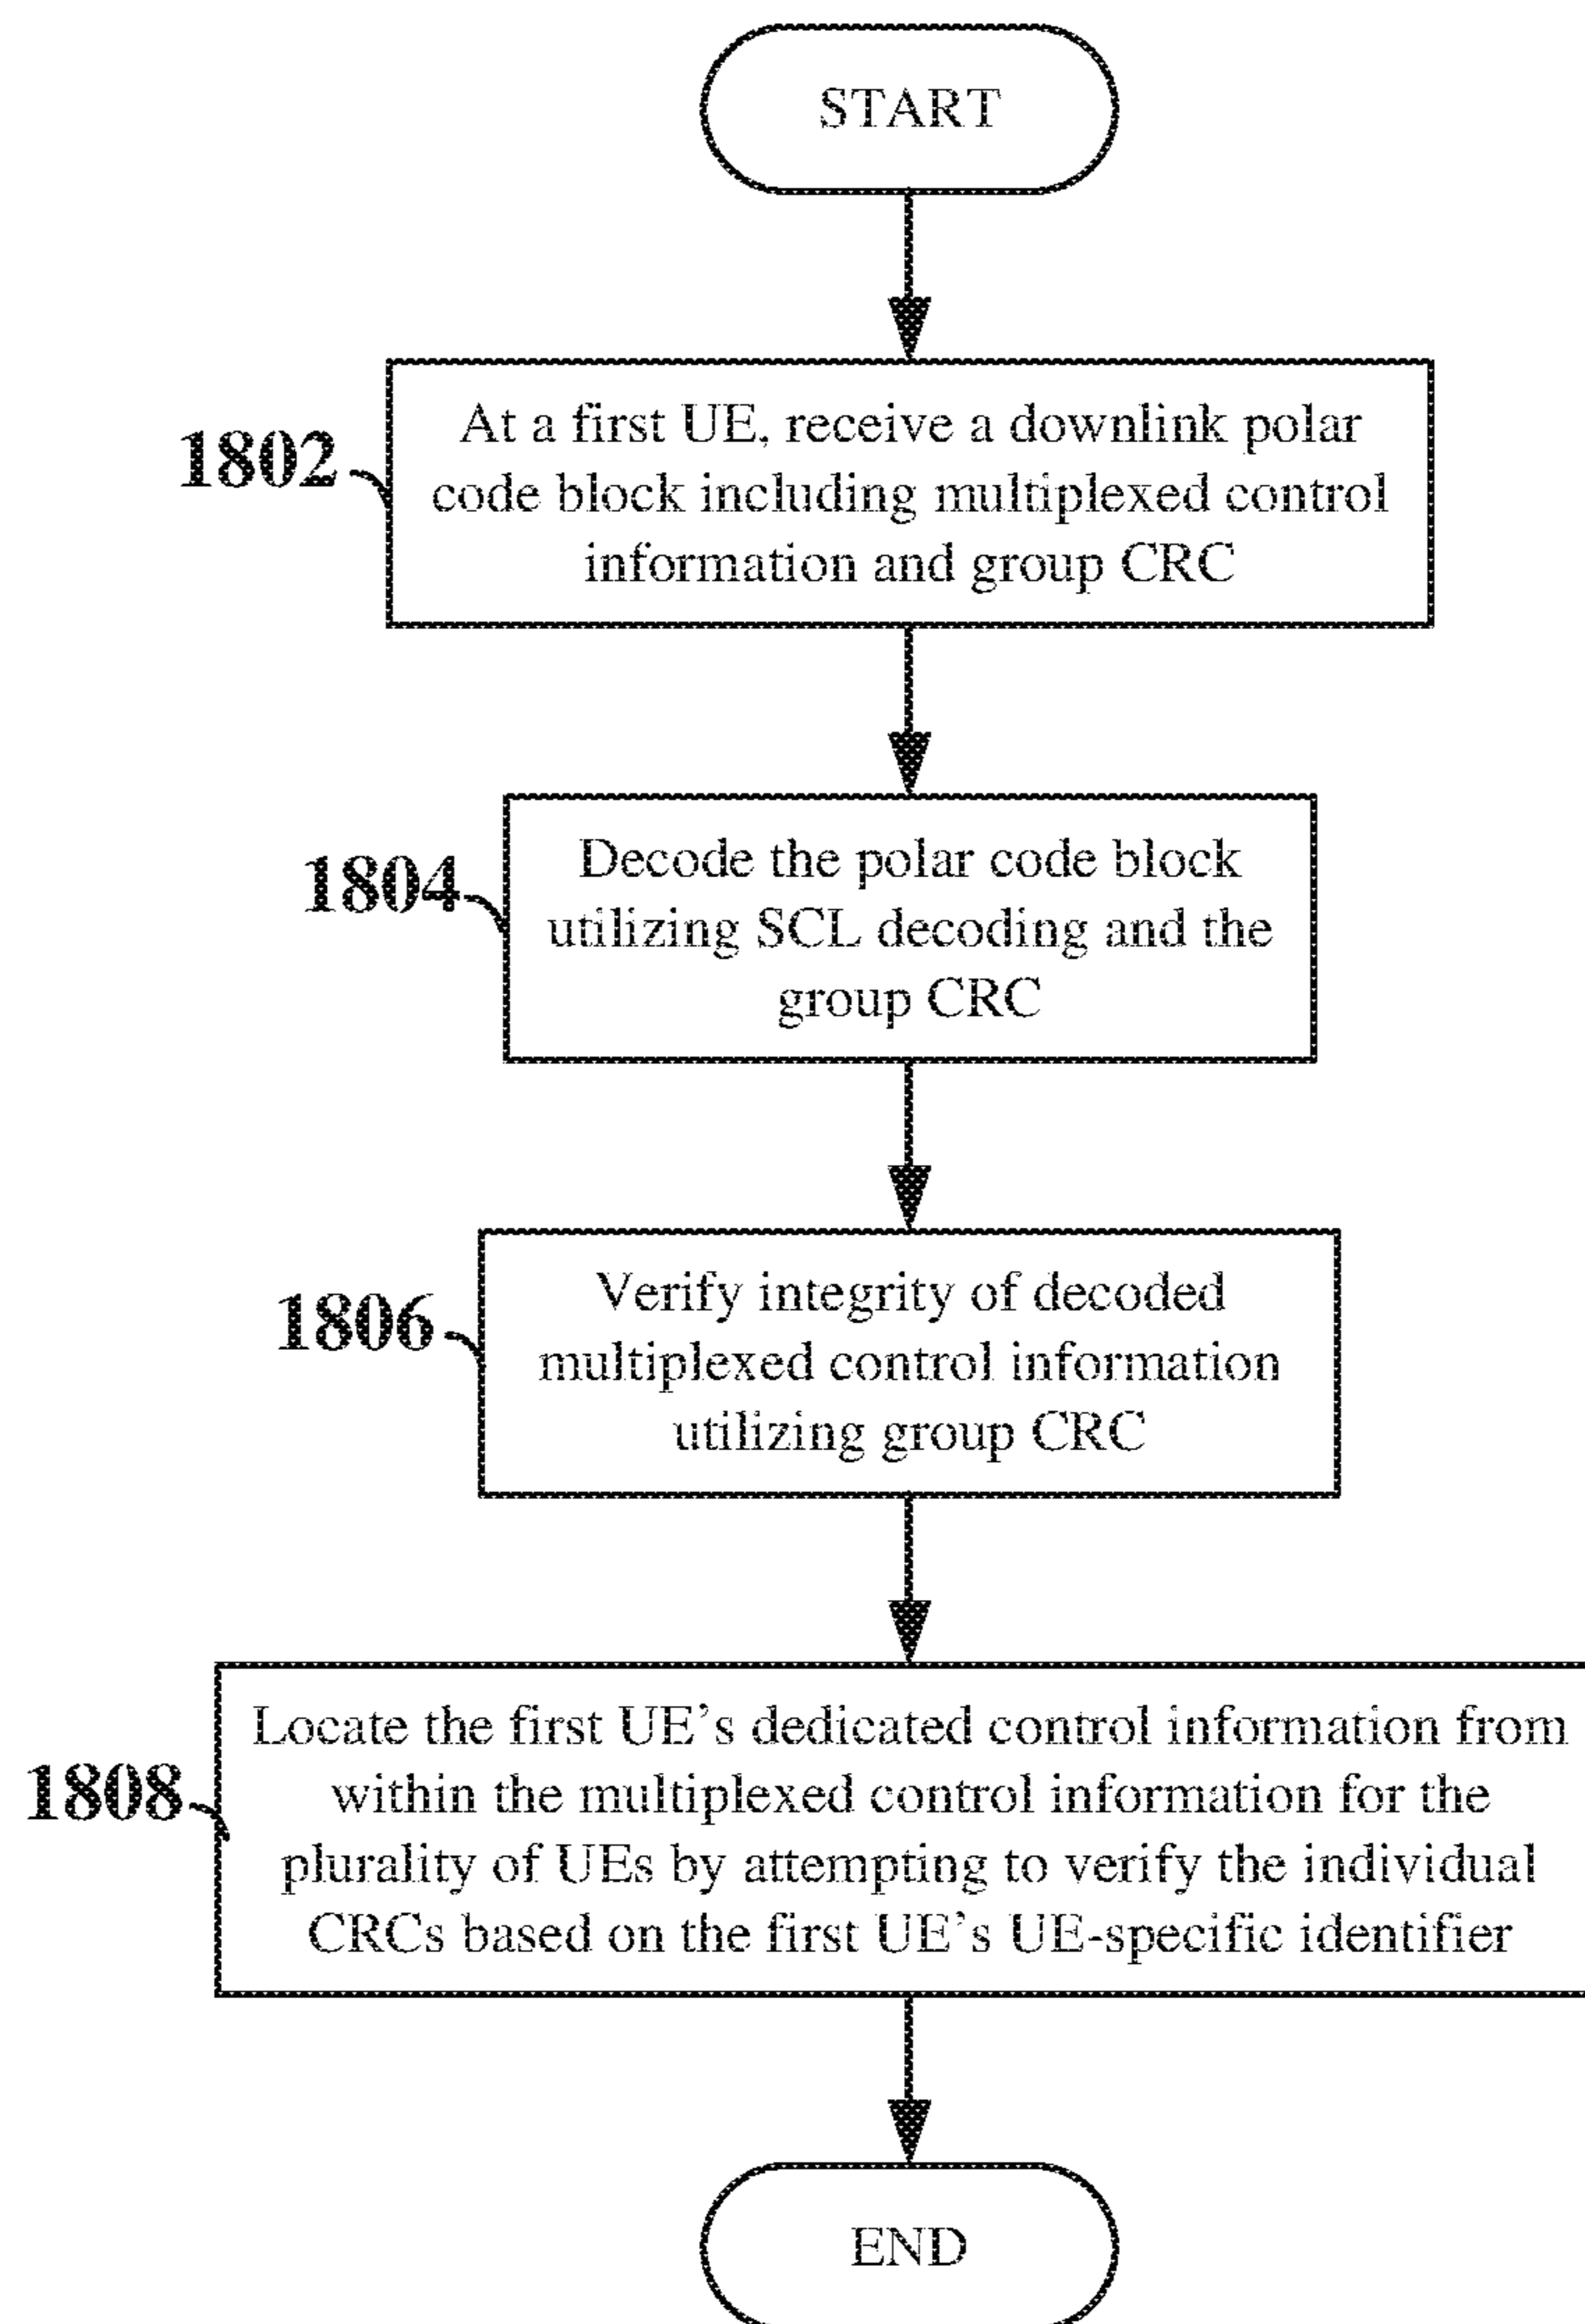 START
1802
At a first UE, receive a downlink polar
code block including multiplexed control
information and group CRC
1804
Decode the polar code block
utilizing SCL decoding and the
group CRC
1806
Verify integrity of decoded
multiplexed control information
utilizing group CRC
1808
Locate the first UE's dedicated control information from
within the multiplexed control information for the
plurality of UEs by attempting to verify the individual
CRCs based on the first UE's UE-specific identifier
END